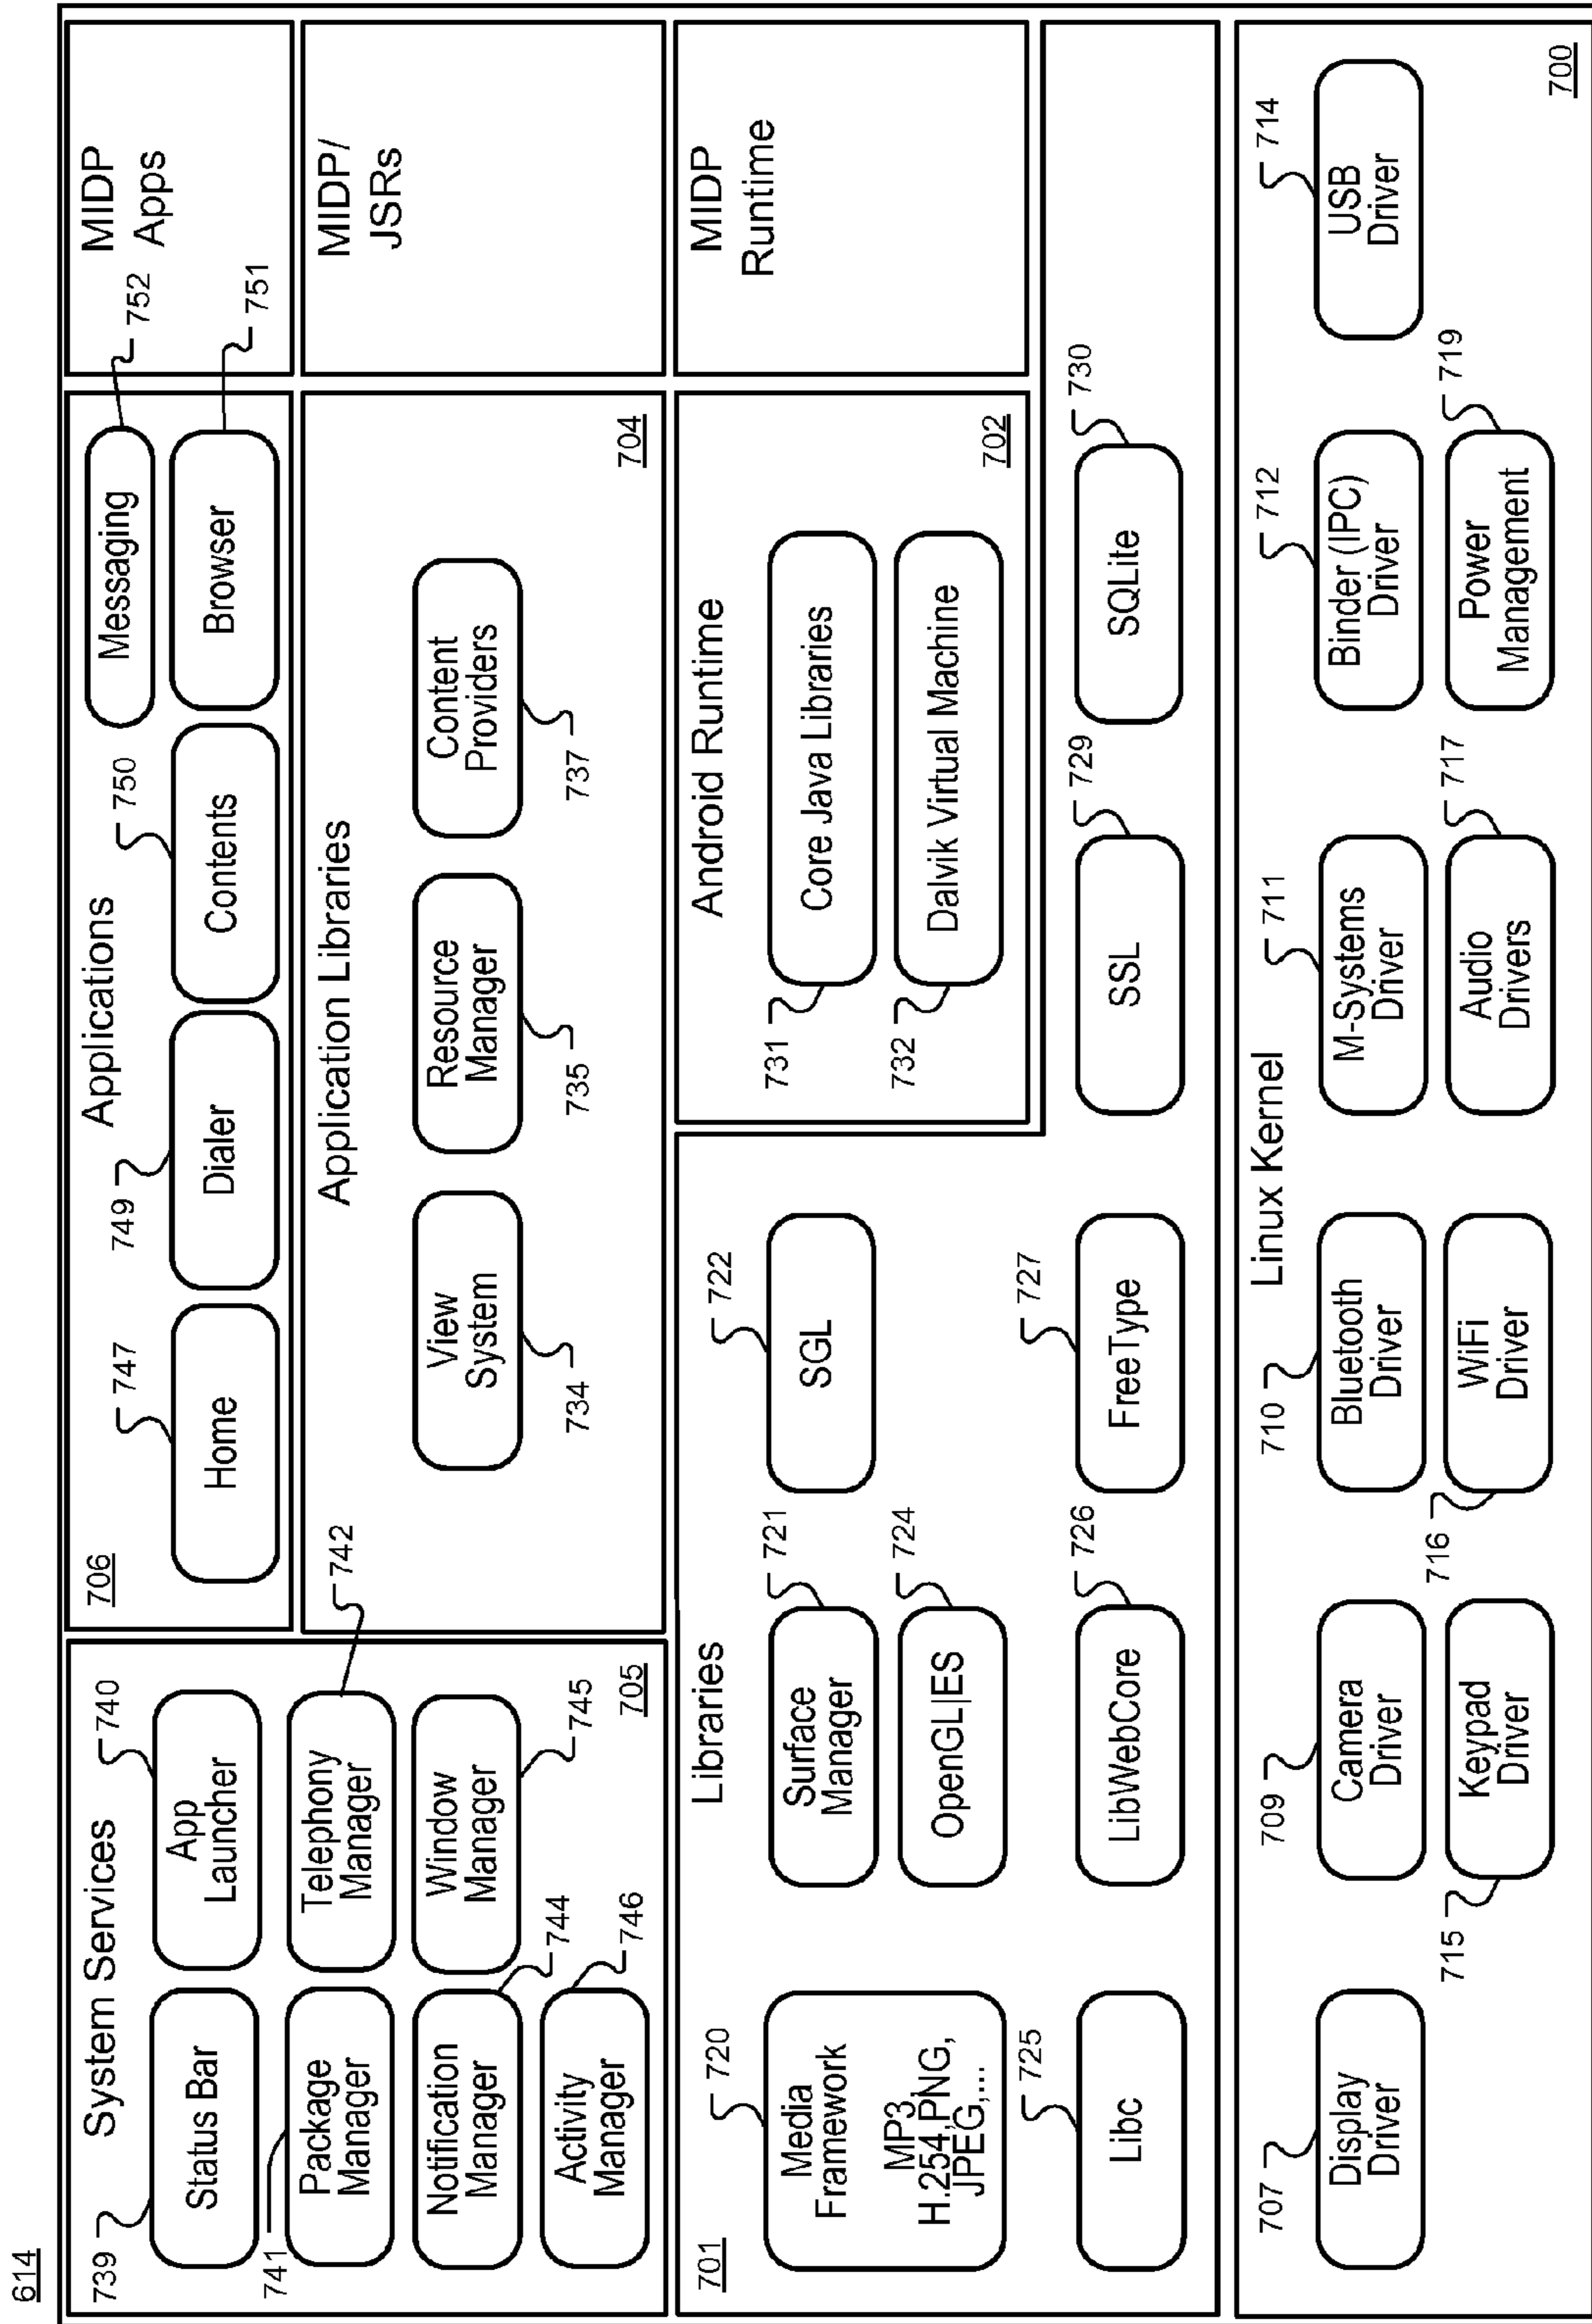 614
System Services
739
Status Bar
740
App
Launcher
741
Package
Manager
742
Telephony
Manager
Notification
Manager
744
Window
Manager
745
Activity
Manager
746
705
706
Applications
747
Home
749
Dialer
750
Contents
Messaging
752
Browser
751
MIDP
Apps
Application Libraries
View
System
734
Resource
Manager
735
Content
Providers
737
704
MIDP/
JSRs
701
Libraries
720
Media
Framework
MP3,
H.254,PNG,
JPEG,...
Surface
Manager
721
SGL
722
OpenGL|ES
724
725
Libc
LibWebCore
726
FreeType
727
SSL
729
SQLite
730
Android Runtime
731
Core Java Libraries
732
Dalvik Virtual Machine
702
MIDP
Runtime
Linux Kernel
707
Display
Driver
709
Camera
Driver
710
Bluetooth
Driver
711
M-Systems
Driver
712
Binder (IPC)
Driver
714
USB
Driver
715
Keypad
Driver
716
WiFi
Driver
717
Audio
Drivers
719
Power
Management
700